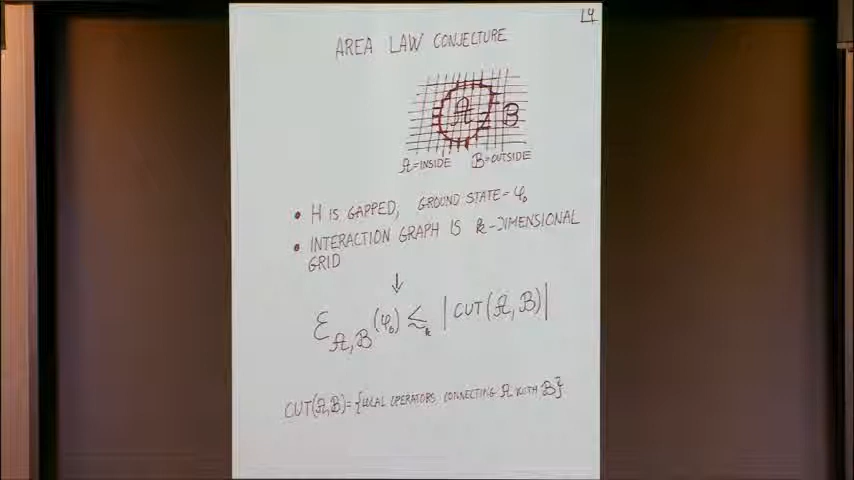 L4
AREA LAW CONJECTURE
A B
A=INSIDE B=OUTSIDE
• H IS GAPPED, GROUND STATE = φ₀
• INTERACTION GRAPH IS k-DIMENSIONAL
GRID
↓
ℰ_{A,B}(φ₀) ≲_k |CUT(A,B)|
CUT(A,B)={LOCAL OPERATORS CONNECTING A WITH B}